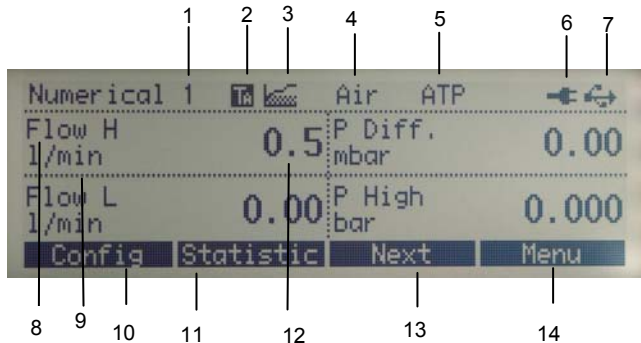 1 2 3 4 5 6 7
Numerical 1 TA Air ATP
Flow H 0.5 P Diff. 0.00
l/min mbar
Flow L 0.00 P High 0.000
l/min bar
Config Statistic Next Menu
8 9 10 11 12 13 14